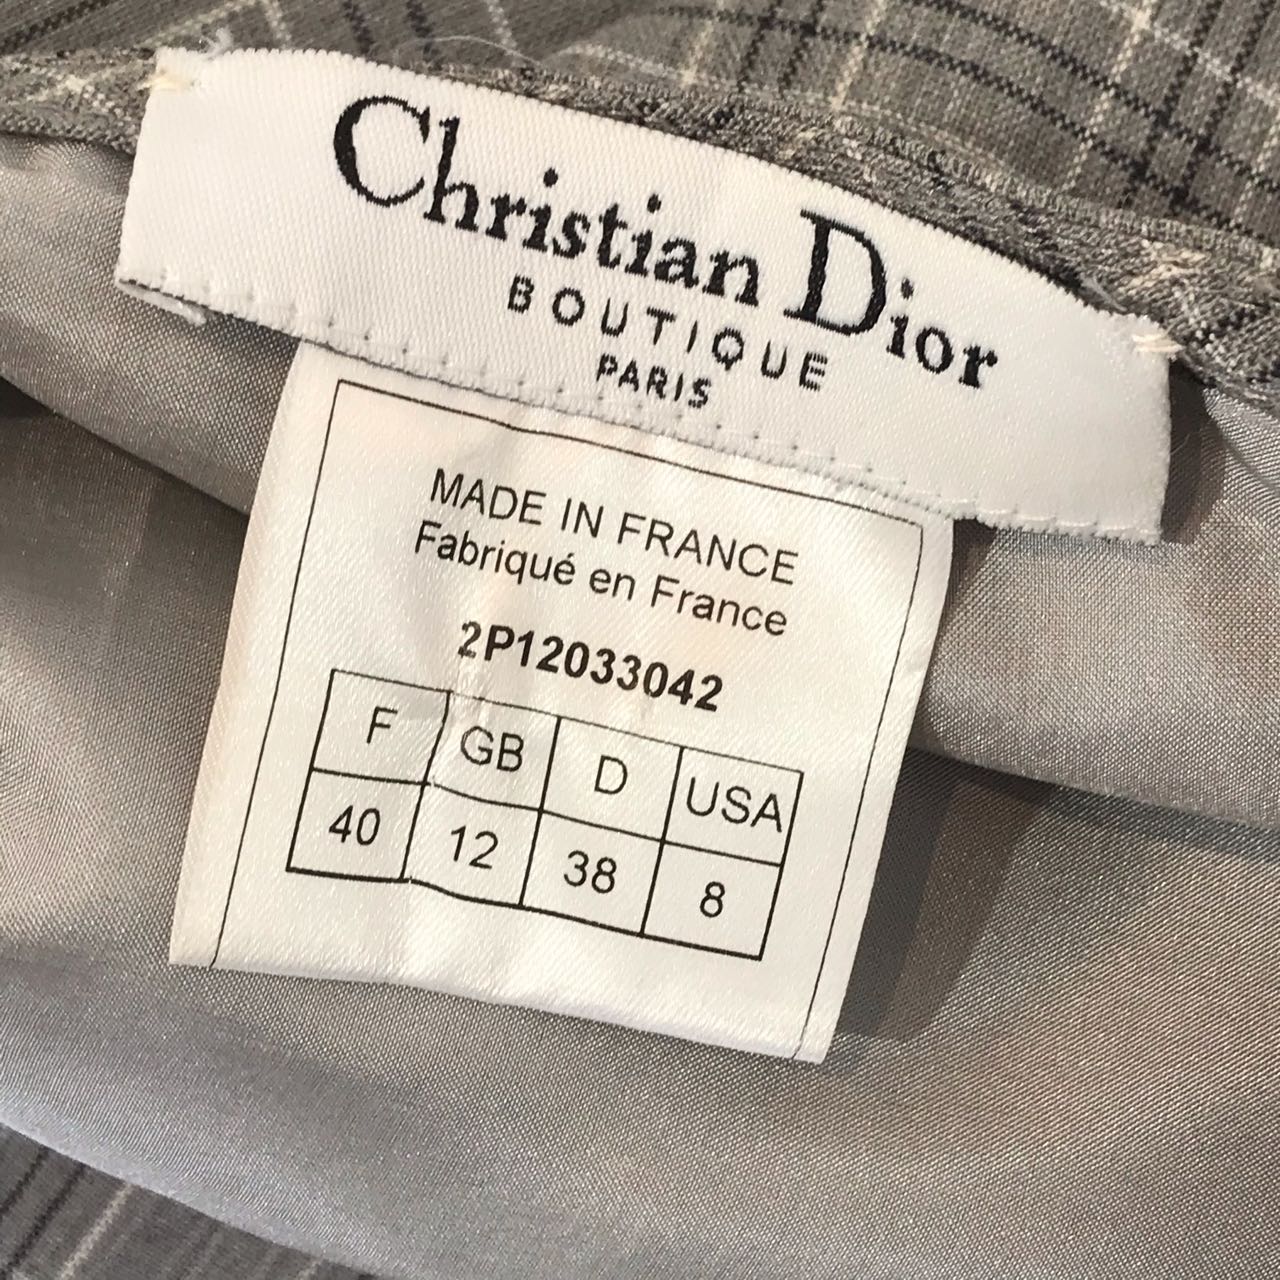 Christian Dior
BOUTIQUE
PARIS
MADE IN FRANCE
Fabriqué en France
2P12033042
F GB D USA
40 12 38 8